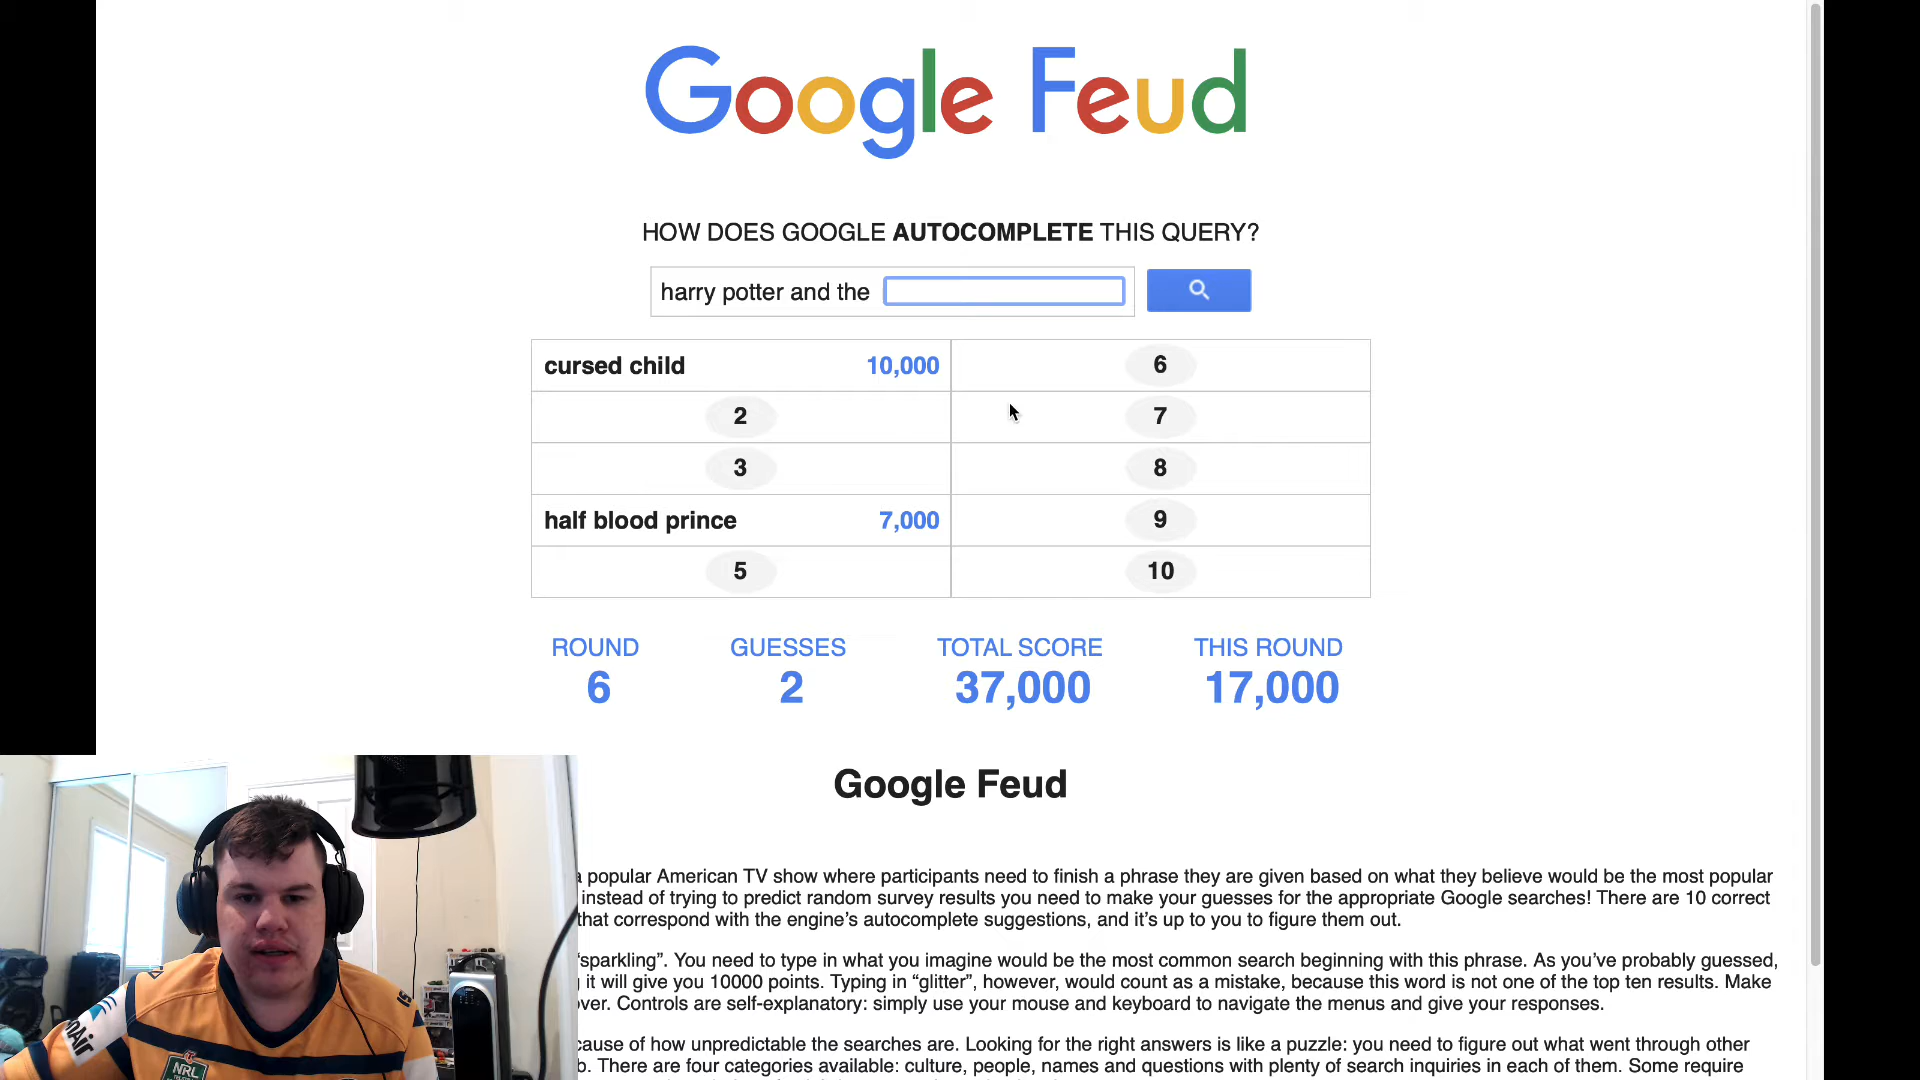 Google Feud
HOW DOES GOOGLE AUTOCOMPLETE THIS QUERY?
harry potter and the
cursed child 10,000 6
2 7
3 8
half blood prince 7,000 9
5 10
ROUND GUESSES TOTAL SCORE THIS ROUND
6 2 37,000 17,000
Google Feud
a popular American TV show where participants need to finish a phrase they are given based on what they believe would be the most popular
instead of trying to predict random survey results you need to make your guesses for the appropriate Google searches! There are 10 correct
that correspond with the engine's autocomplete suggestions, and it's up to you to figure them out.
“sparkling”. You need to type in what you imagine would be the most common search beginning with this phrase. As you've probably guessed,
it will give you 10000 points. Typing in “glitter”, however, would count as a mistake, because this word is not one of the top ten results. Make
over. Controls are self-explanatory: simply use your mouse and keyboard to navigate the menus and give your responses.
cause of how unpredictable the searches are. Looking for the right answers is like a puzzle: you need to figure out what went through other
b. There are four categories available: culture, people, names and questions with plenty of search inquiries in each of them. Some require
NRL